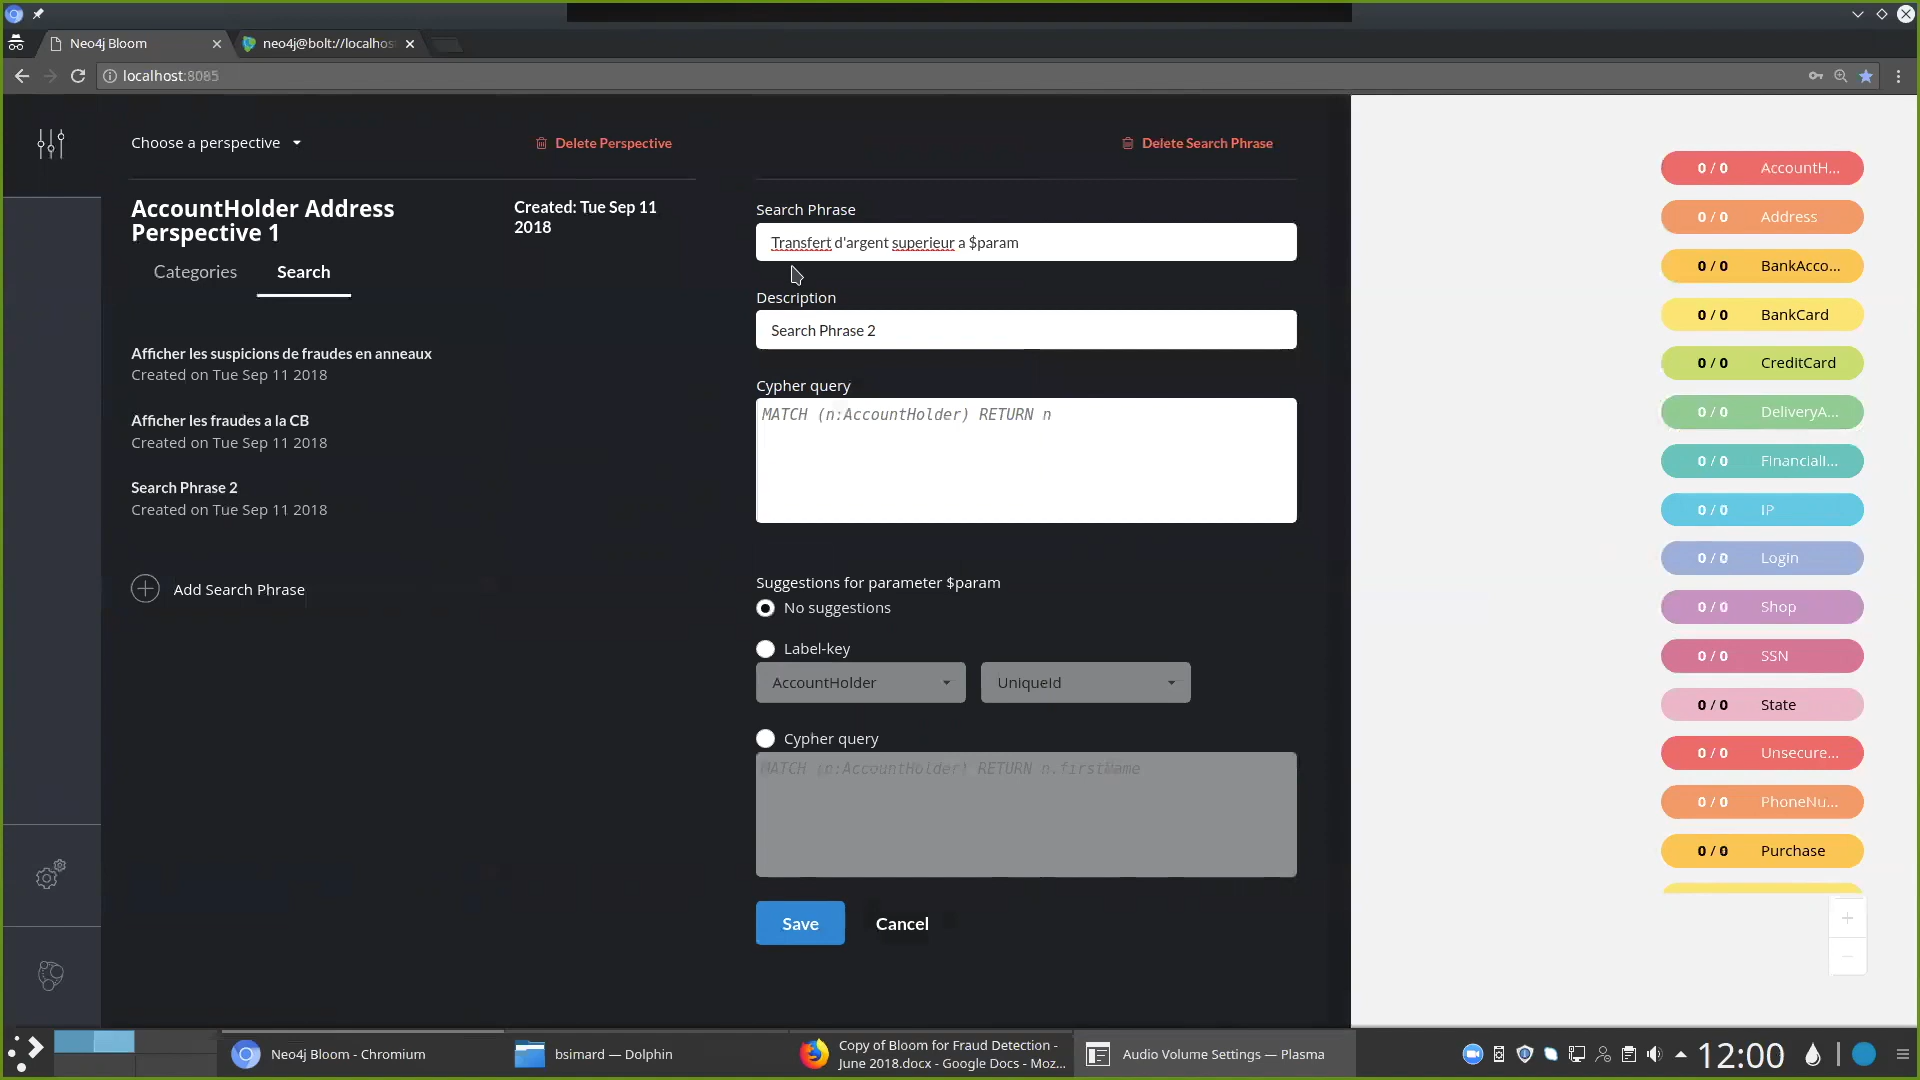 Neo4j Bloom
neo4j@bolt://localhos
localhost:8085
Choose a perspective
Delete Perspective
Delete Search Phrase
AccountHolder Address
Perspective 1
Created: Tue Sep 11
2018
Categories
Search
Afficher les suspicions de fraudes en anneaux
Created on Tue Sep 11 2018
Afficher les fraudes a la CB
Created on Tue Sep 11 2018
Search Phrase 2
Created on Tue Sep 11 2018
Add Search Phrase
Search Phrase
Transfert d'argent superieur a $param
Description
Search Phrase 2
Cypher query
MATCH (n:AccountHolder) RETURN n
Suggestions for parameter $param
No suggestions
Label-key
AccountHolder
UniqueId
Cypher query
MATCH (n:AccountHolder) RETURN n.firstName
Save
Cancel
0 / 0 AccountH...
0 / 0 Address
0 / 0 BankAcco...
0 / 0 BankCard
0 / 0 CreditCard
0 / 0 DeliveryA...
0 / 0 FinancialI...
0 / 0 IP
0 / 0 Login
0 / 0 Shop
0 / 0 SSN
0 / 0 State
0 / 0 Unsecure...
0 / 0 PhoneNu...
0 / 0 Purchase
Neo4j Bloom - Chromium
bsimard — Dolphin
Copy of Bloom for Fraud Detection -
June 2018.docx - Google Docs - Moz...
Audio Volume Settings — Plasma
12:00